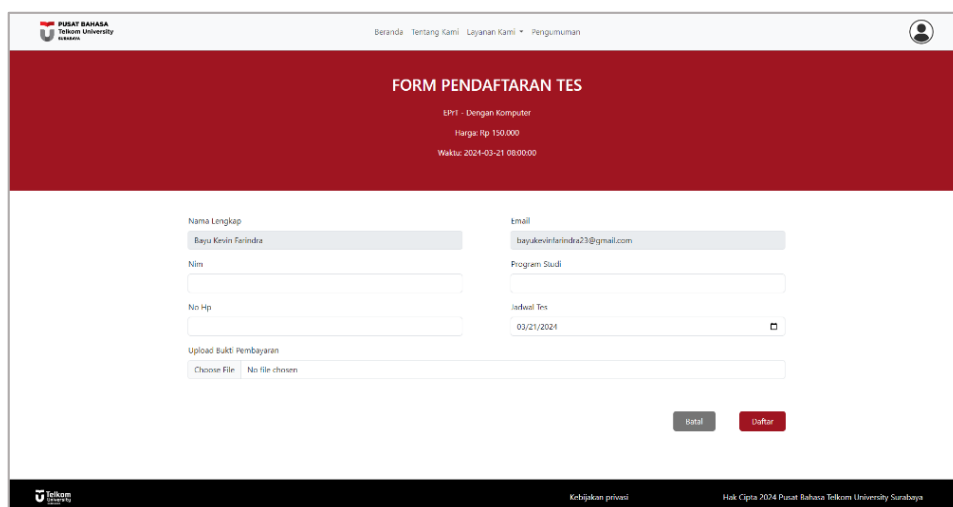 PUSAT BAHASA
Telkom University
SURABAYA
Beranda Tentang Kami Layanan Kami Pengumuman
FORM PENDAFTARAN TES
EPrT - Dengan Komputer
Harga: Rp 150.000
Waktu: 2024-03-21 08:00:00
Nama Lengkap
Email
Bayu Kevin Farindra
bayukevinfarindra23@gmail.com
Nim
Program Studi
No Hp
Jadwal Tes
03/21/2024
Upload Bukti Pembayaran
Choose File No file chosen
Batal
Daftar
Telkom
University
Kebijakan privasi
Hak Cipta 2024 Pusat Bahasa Telkom University Surabaya